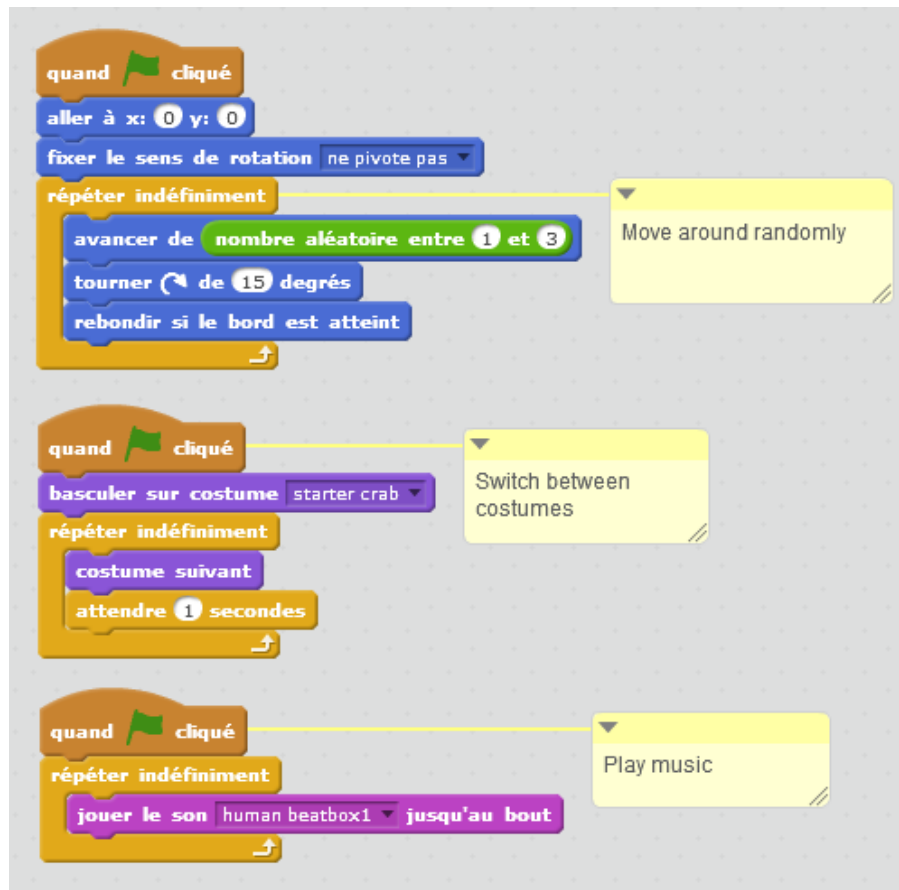 quand cliqué
aller à x: 0 y: 0
fixer le sens de rotation ne pivote pas
répéter indéfiniment
avancer de nombre aléatoire entre 1 et 3
tourner de 15 degrés
rebondir si le bord est atteint
Move around randomly
quand cliqué
basculer sur costume starter crab
répéter indéfiniment
costume suivant
attendre 1 secondes
Switch between
costumes
quand cliqué
répéter indéfiniment
jouer le son human beatbox1 jusqu'au bout
Play music